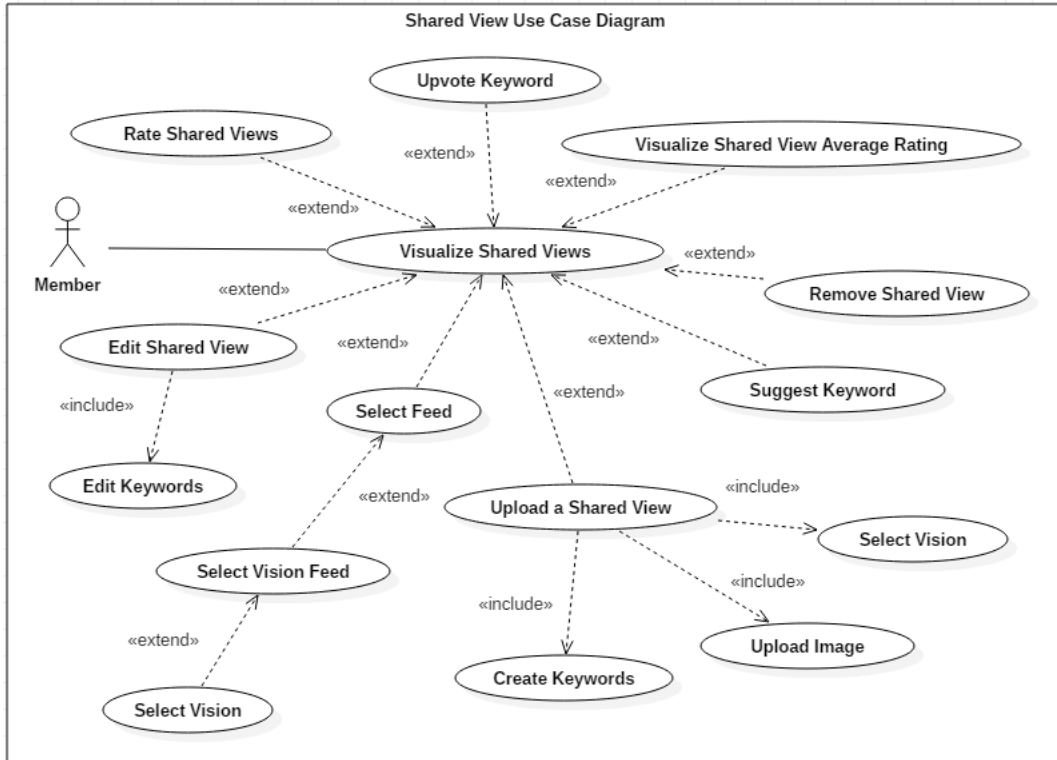 Shared View Use Case Diagram
Upvote Keyword
Rate Shared Views
Visualize Shared View Average Rating
«extend»
«extend»
«extend»
Member
Visualize Shared Views
«extend»
Remove Shared View
«extend»
Edit Shared View
«extend»
«extend»
Suggest Keyword
«include»
Select Feed
«extend»
Edit Keywords
«extend»
Upload a Shared View
«include»
Select Vision
Select Vision Feed
«include»
«include»
«extend»
Upload Image
Create Keywords
Select Vision